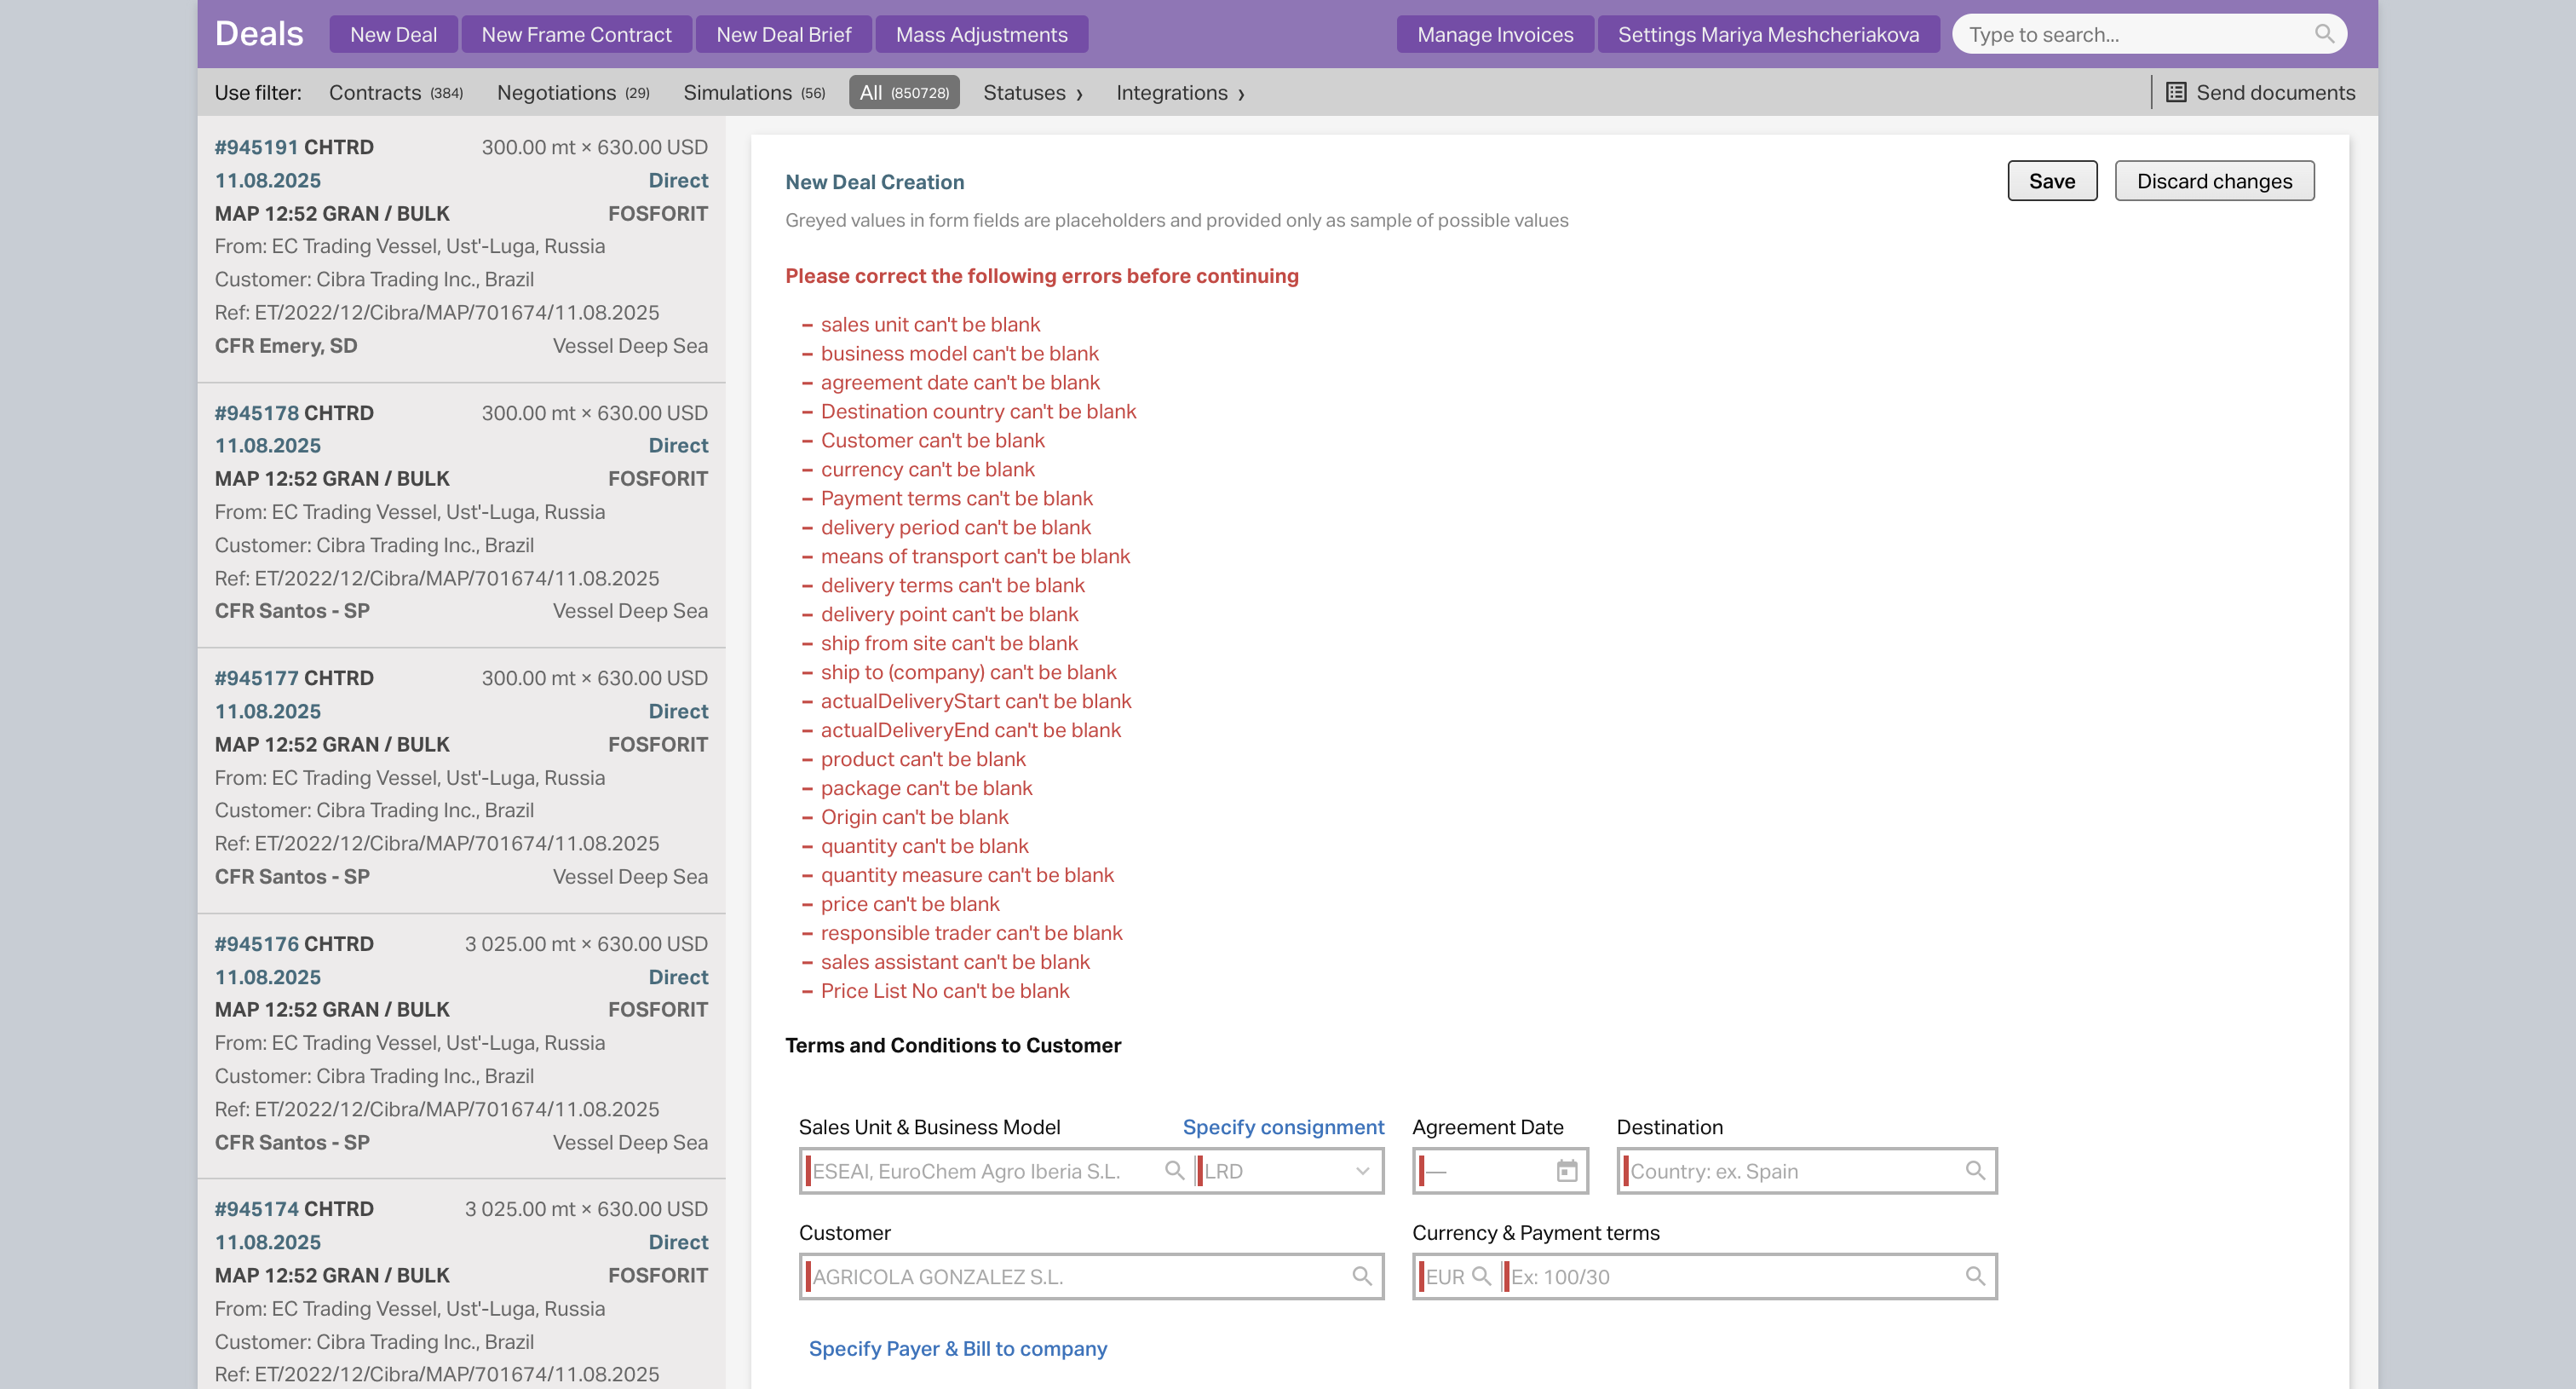 Deals
New Deal
New Frame Contract
New Deal Brief
Mass Adjustments
Manage Invoices
Settings Mariya Meshcheriakova
Type to search...
Use filter:
Contracts (384)
Negotiations (29)
Simulations (56)
All (850728)
Statuses ›
Integrations ›
Send documents
#945191 CHTRD 300.00 mt × 630.00 USD
11.08.2025 Direct
MAP 12:52 GRAN / BULK FOSFORIT
From: EC Trading Vessel, Ust'-Luga, Russia
Customer: Cibra Trading Inc., Brazil
Ref: ET/2022/12/Cibra/MAP/701674/11.08.2025
CFR Emery, SD Vessel Deep Sea
#945178 CHTRD 300.00 mt × 630.00 USD
11.08.2025 Direct
MAP 12:52 GRAN / BULK FOSFORIT
From: EC Trading Vessel, Ust'-Luga, Russia
Customer: Cibra Trading Inc., Brazil
Ref: ET/2022/12/Cibra/MAP/701674/11.08.2025
CFR Santos - SP Vessel Deep Sea
#945177 CHTRD 300.00 mt × 630.00 USD
11.08.2025 Direct
MAP 12:52 GRAN / BULK FOSFORIT
From: EC Trading Vessel, Ust'-Luga, Russia
Customer: Cibra Trading Inc., Brazil
Ref: ET/2022/12/Cibra/MAP/701674/11.08.2025
CFR Santos - SP Vessel Deep Sea
#945176 CHTRD 3 025.00 mt × 630.00 USD
11.08.2025 Direct
MAP 12:52 GRAN / BULK FOSFORIT
From: EC Trading Vessel, Ust'-Luga, Russia
Customer: Cibra Trading Inc., Brazil
Ref: ET/2022/12/Cibra/MAP/701674/11.08.2025
CFR Santos - SP Vessel Deep Sea
#945174 CHTRD 3 025.00 mt × 630.00 USD
11.08.2025 Direct
MAP 12:52 GRAN / BULK FOSFORIT
From: EC Trading Vessel, Ust'-Luga, Russia
Customer: Cibra Trading Inc., Brazil
Ref: ET/2022/12/Cibra/MAP/701674/11.08.2025
New Deal Creation
Save
Discard changes
Greyed values in form fields are placeholders and provided only as sample of possible values
Please correct the following errors before continuing
– sales unit can't be blank
– business model can't be blank
– agreement date can't be blank
– Destination country can't be blank
– Customer can't be blank
– currency can't be blank
– Payment terms can't be blank
– delivery period can't be blank
– means of transport can't be blank
– delivery terms can't be blank
– delivery point can't be blank
– ship from site can't be blank
– ship to (company) can't be blank
– actualDeliveryStart can't be blank
– actualDeliveryEnd can't be blank
– product can't be blank
– package can't be blank
– Origin can't be blank
– quantity can't be blank
– quantity measure can't be blank
– price can't be blank
– responsible trader can't be blank
– sales assistant can't be blank
– Price List No can't be blank
Terms and Conditions to Customer
Sales Unit & Business Model Specify consignment Agreement Date Destination
ESEAI, EuroChem Agro Iberia S.L. LRD — Country: ex. Spain
Customer Currency & Payment terms
AGRICOLA GONZALEZ S.L. EUR Ex: 100/30
Specify Payer & Bill to company